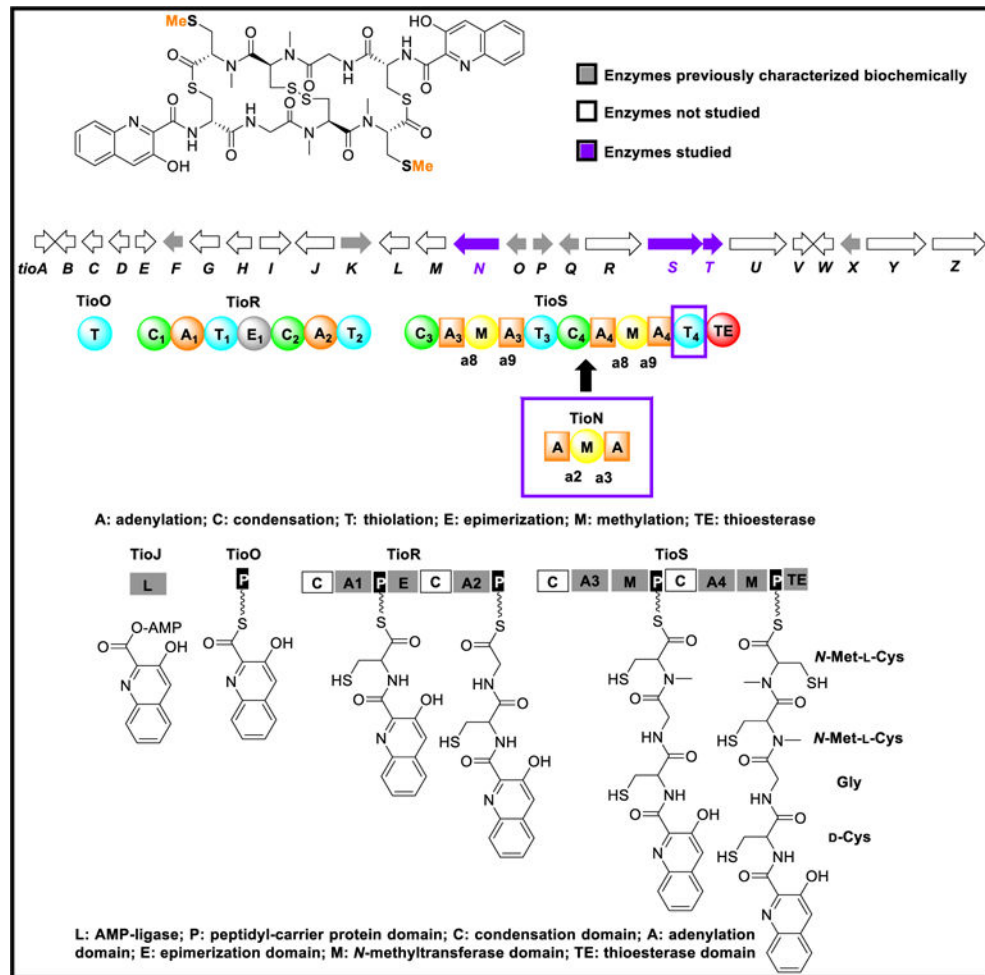 MeS
O
N
O
N
O
NH
O
HN
O
HO
N
S
S-S
S
O
N
O
NH
O
HN
O
N
O
N
O
OH
SMe
Enzymes previously characterized biochemically
Enzymes not studied
Enzymes studied
tioA B C D E F G H I J K L M N O P Q R S T U V W X Y Z
TioO TioR TioS
T C1 A1 T1 E1 C2 A2 T2 C3 A3 M A3 T3 C4 A4 M A4 T4 TE
a8 a9 a8 a9
TioN
A M A
a2 a3
A: adenylation; C: condensation; T: thiolation; E: epimerization; M: methylation; TE: thioesterase
TioJ TioO TioR TioS
L P C A1 P E C A2 P C A3 M P C A4 M P TE
O-AMP
O
OH
N
S
O
OH
N
S
O
HS
NH
O
OH
N
S
O
NH
O
HS
NH
O
OH
N
S
O
HS
N
O
NH
O
HS
NH
O
OH
N
S
O
N
SH
O
HS
N
O
NH
O
HS
NH
O
OH
N
N-Met-L-Cys
N-Met-L-Cys
Gly
D-Cys
L: AMP-ligase; P: peptidyl-carrier protein domain; C: condensation domain; A: adenylation
domain; E: epimerization domain; M: N-methyltransferase domain; TE: thioesterase domain